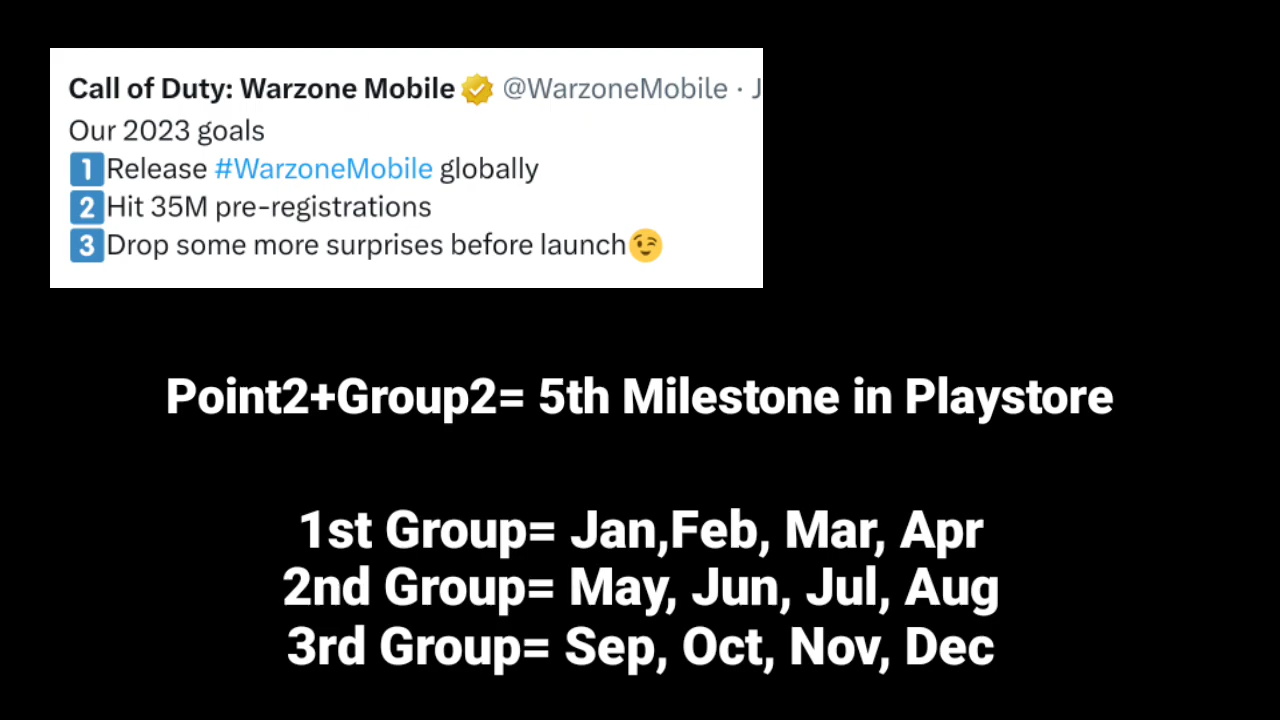 Call of Duty: Warzone Mobile @WarzoneMobile · J
Our 2023 goals
1 Release #WarzoneMobile globally
2 Hit 35M pre-registrations
3 Drop some more surprises before launch😉
Point2+Group2= 5th Milestone in Playstore
1st Group= Jan,Feb, Mar, Apr
2nd Group= May, Jun, Jul, Aug
3rd Group= Sep, Oct, Nov, Dec